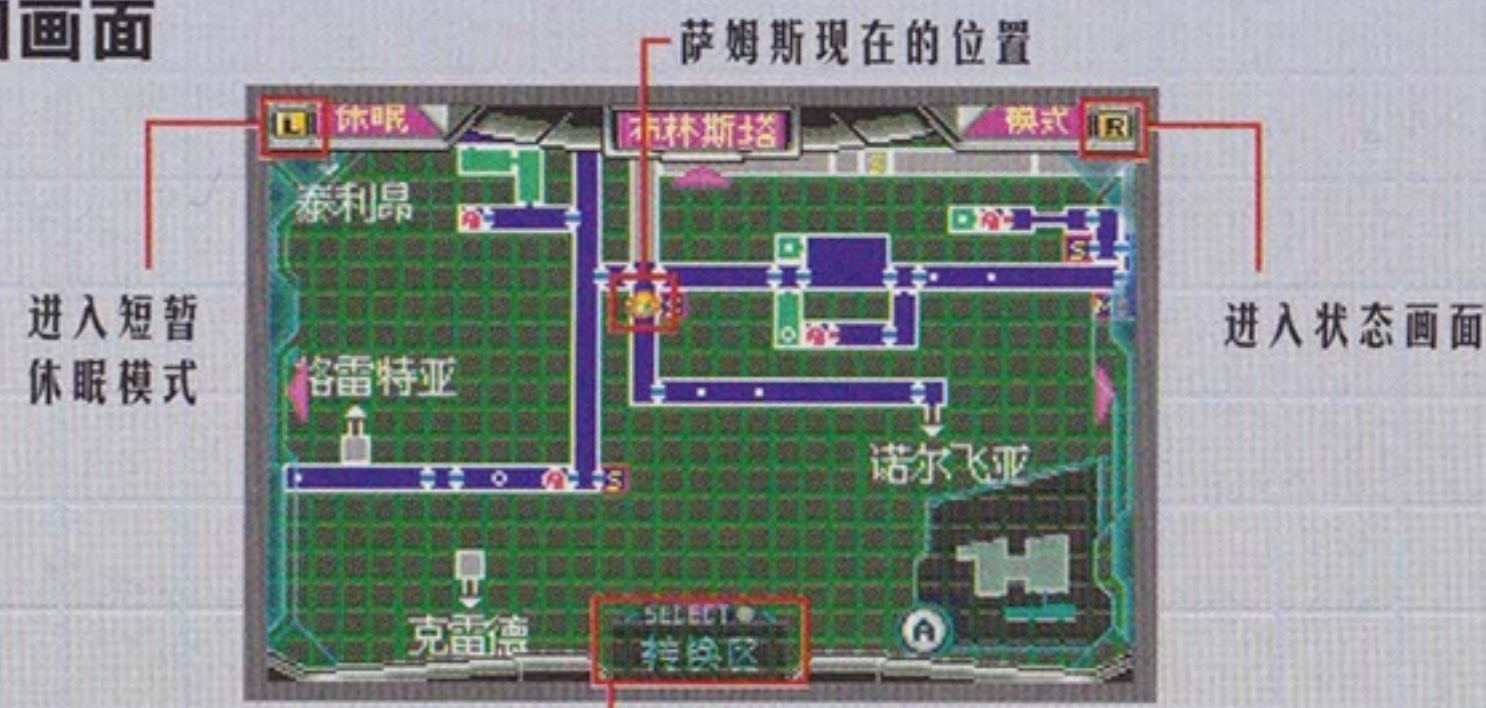 画面
萨姆斯现在的位置
L 休眠
布林斯塔
模式 R
泰利昂
S
S
进入短暂
休眠模式
进入状态画面
格雷特亚
诺尔飞亚
S
克雷德
SELECT
转换区
A